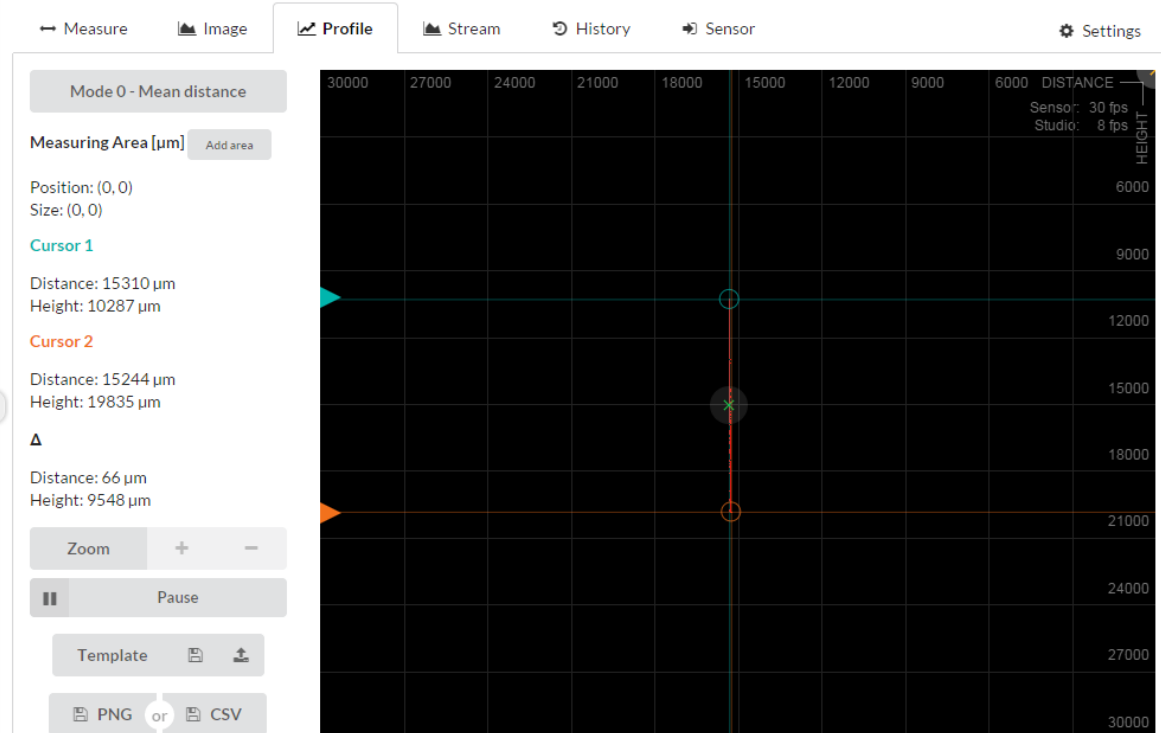 Measure Image Profile Stream History Sensor Settings
Mode 0 - Mean distance
Measuring Area [µm] Add area
Position: (0, 0)
Size: (0, 0)
Cursor 1
Distance: 15310 µm
Height: 10287 µm
Cursor 2
Distance: 15244 µm
Height: 19835 µm
Δ
Distance: 66 µm
Height: 9548 µm
Zoom + −
Pause
Template
PNG or CSV
30000 27000 24000 21000 18000 15000 12000 9000 6000 DISTANCE
Sensor: 30 fps
Studio: 8 fps
HEIGHT
6000
9000
12000
15000
18000
21000
24000
27000
30000